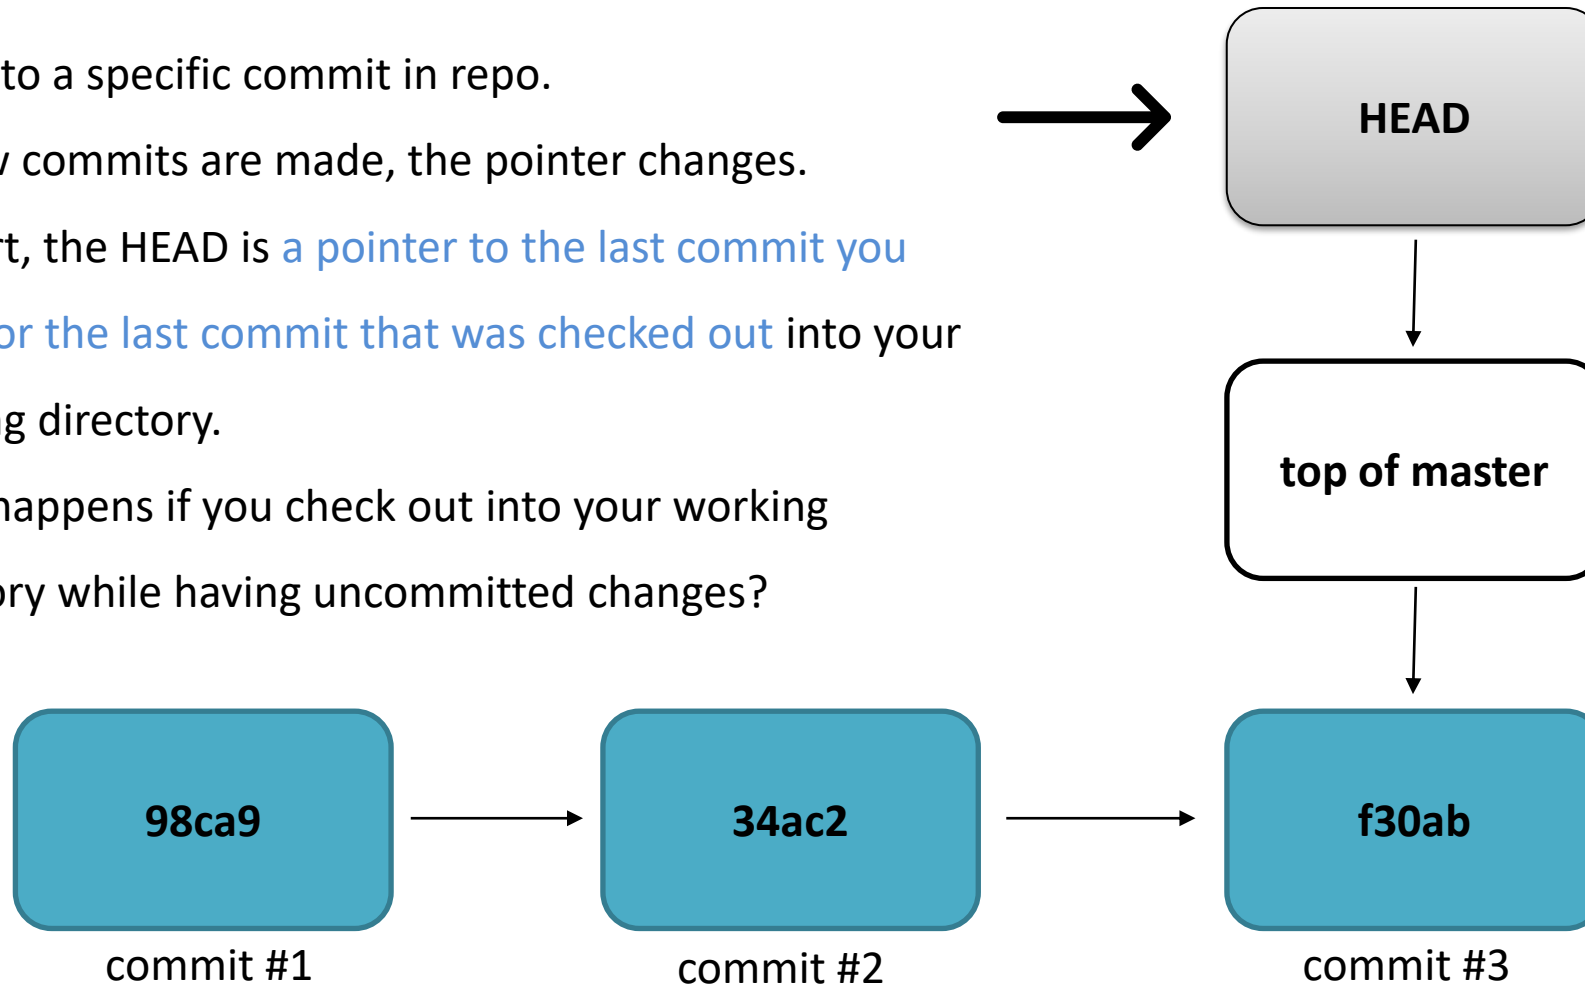 to a specific commit in repo.
commits are made, the pointer changes.
the HEAD is a pointer to the last commit you
or the last commit that was checked out into your
directory.
happens if you check out into your working
while having uncommitted changes?
HEAD
top of master
98ca9
34ac2
f30ab
commit #1
commit #2
commit #3